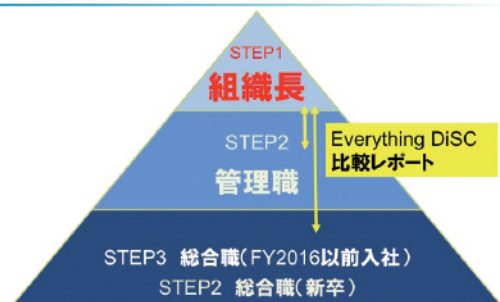 STEP1
組織長
STEP2
管理職
Everything DiSC
比較レポート
STEP3 総合職(FY2016以前入社)
STEP2 総合職(新卒)